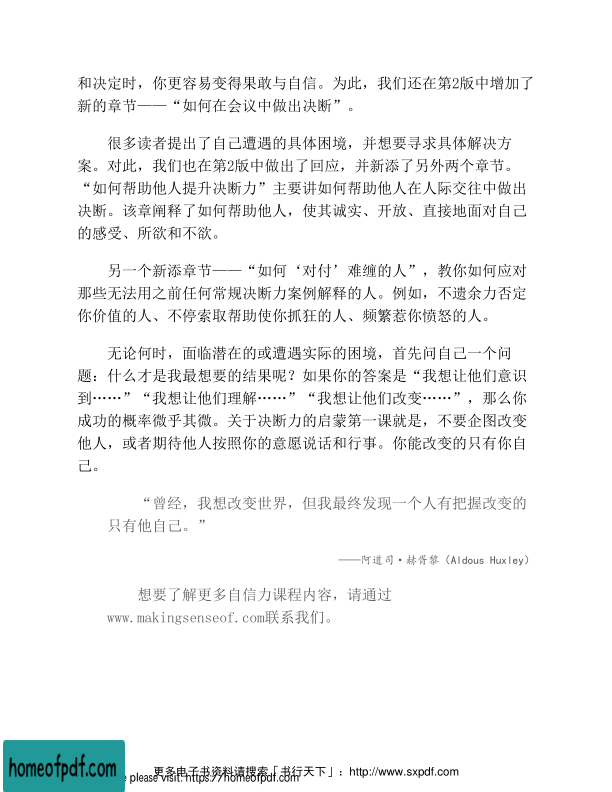 和决定时，你更容易变得果敢与自信。为此，我们还在第2版中增加了
新的章节——“如何在会议中做出决断”。
很多读者提出了自己遭遇的具体困境，并想要寻求具体解决方
案。对此，我们也在第2版中做出了回应，并新添了另外两个章节。
“如何帮助他人提升决断力”主要讲如何帮助他人在人际交往中做出
决断。该章阐释了如何帮助他人，使其诚实、开放、直接地面对自己
的感受、所欲和不欲。
另一个新添章节——“如何‘对付’难缠的人”，教你如何应对
那些无法用之前任何常规决断力案例解释的人。例如，不遗余力否定
你价值的人、不停索取帮助使你抓狂的人、频繁惹你愤怒的人。
无论何时，面临潜在的或遭遇实际的困境，首先问自己一个问
题：什么才是我最想要的结果呢？如果你的答案是“我想让他们意识
到……”“我想让他们理解……”“我想让他们改变……”，那么你
成功的概率微乎其微。关于决断力的启蒙第一课就是，不要企图改变
他人，或者期待他人按照你的意愿说话和行事。你能改变的只有你自
己。
“曾经，我想改变世界，但我最终发现一个人有把握改变的
只有他自己。”
——阿道司·赫胥黎（Aldous Huxley）
想要了解更多自信力课程内容，请通过
www.makingsenseof.com联系我们。
更多电子书资料请搜索「书行天下」：http://www.sxpdf.com
please visit: https://homeofpdf.com
homeofpdf.com